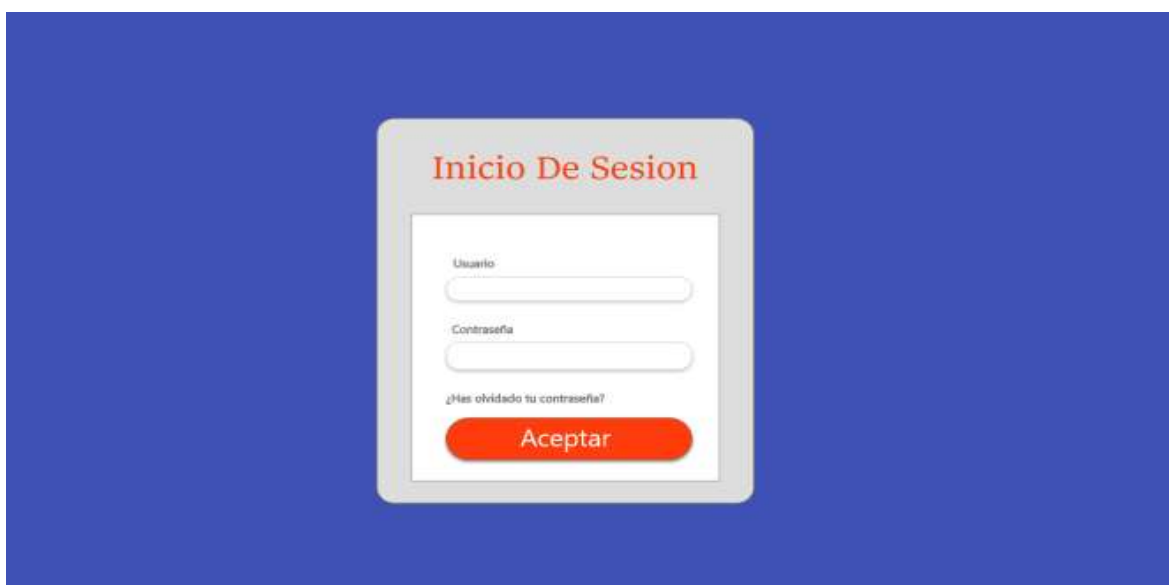 Inicio De Sesion
Usuario
Contraseña
¿Has olvidado tu contraseña?
Aceptar